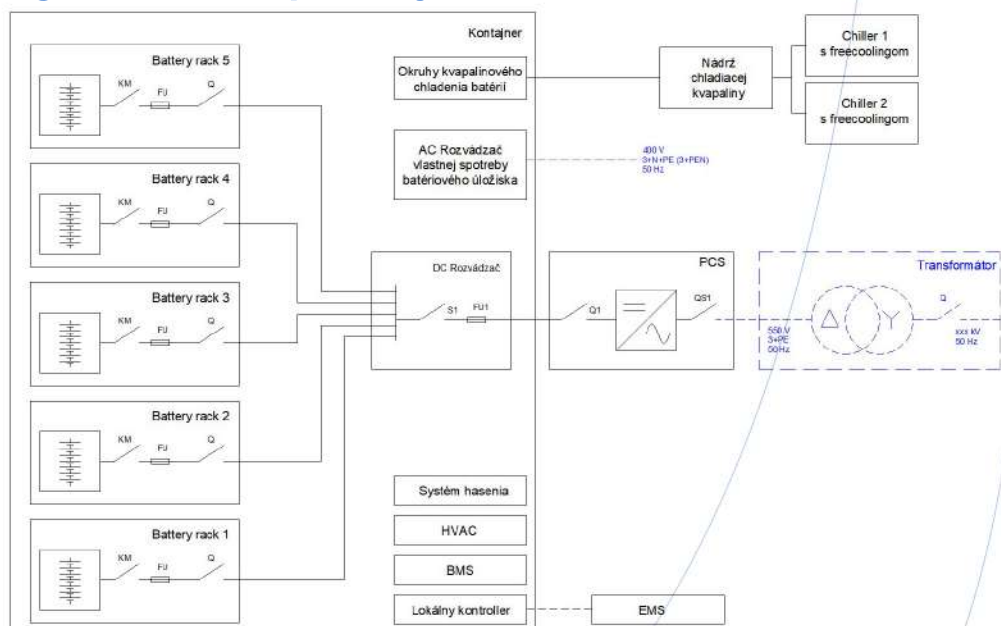 Kontajner
Battery rack 5
KM
FU
Q
Battery rack 4
KM
FU
Q
Battery rack 3
KM
FU
Q
Battery rack 2
KM
FU
Q
Battery rack 1
KM
FU
Q
Okruhy kvapalinového
chladenia batérií
AC Rozvádzač
vlastnej spotreby
batériového úložiska
400 V
3+N+PE (3+PEN)
50 Hz
Nádrž
chladiacej
kvapaliny
Chiller 1
s freecoolingom
Chiller 2
s freecoolingom
DC Rozvádzač
S1
FU1
PCS
Q1
QS1
Transformátor
550 V
3+PE
50 Hz
Q
xxx kV
50 Hz
Systém hasenia
HVAC
BMS
Lokálny kontroller
EMS